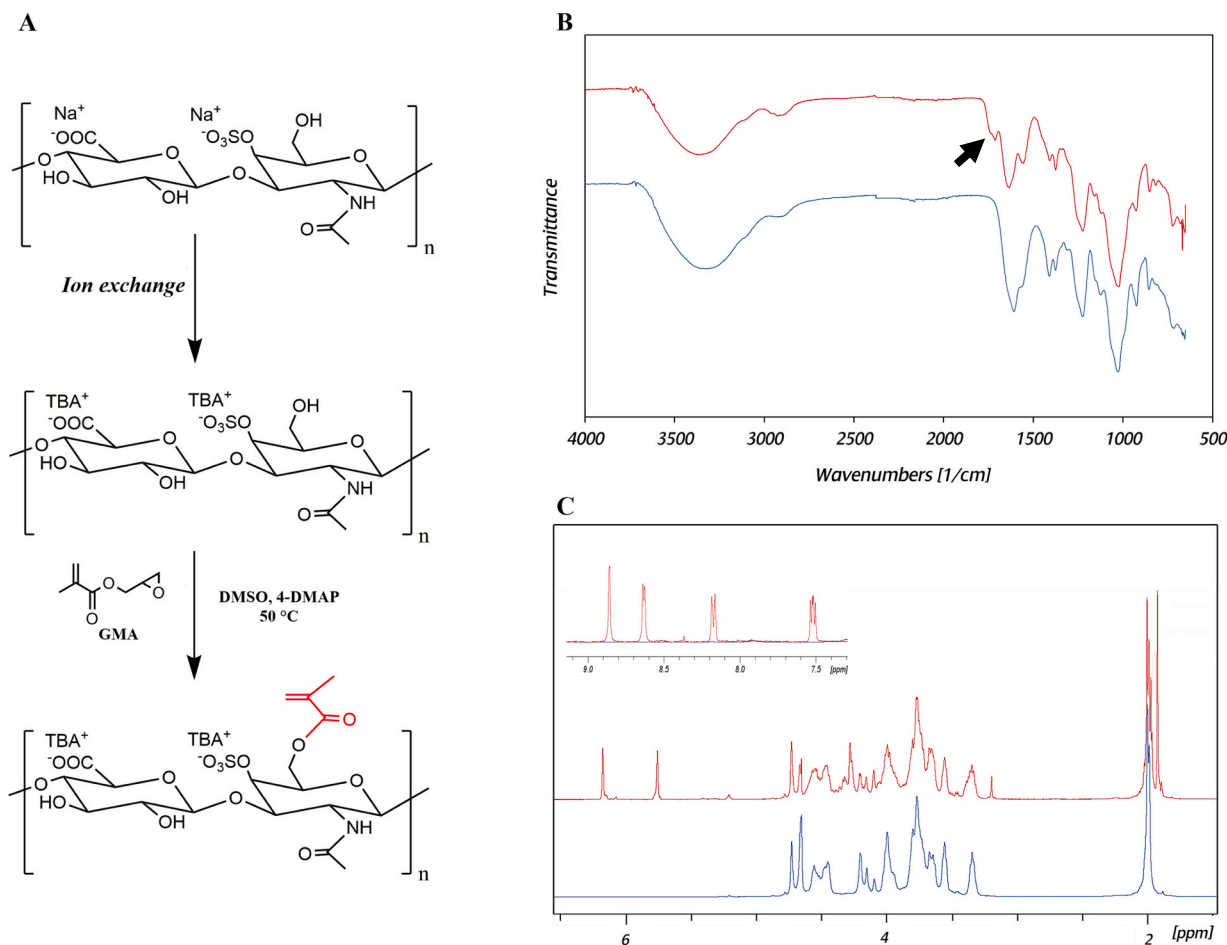 A
Na⁺ Na⁺
⁻OOC ⁻O₃SO OH
O O
O O
HO OH NH
O
n
Ion exchange
TBA⁺ TBA⁺
⁻OOC ⁻O₃SO OH
O O
O O
HO OH NH
O
n
O O
O
GMA
DMSO, 4-DMAP
50 °C
O
TBA⁺ TBA⁺ O
⁻OOC ⁻O₃SO
O O
O O
HO OH NH
O
n
B
Transmittance
4000 3500 3000 2500 2000 1500 1000 500
Wavenumbers [1/cm]
C
9.0 8.5 8.0 7.5 [ppm]
6 4 2 [ppm]